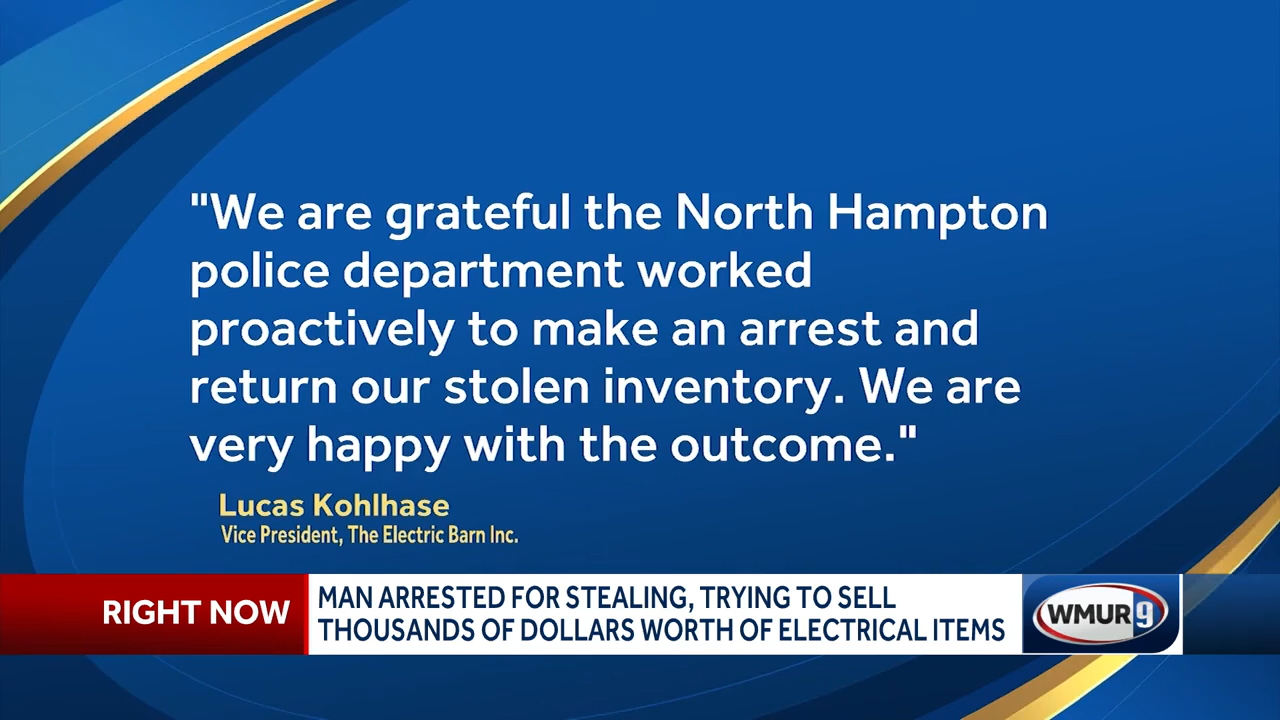 "We are grateful the North Hampton
police department worked
proactively to make an arrest and
return our stolen inventory. We are
very happy with the outcome."
Lucas Kohlhase
Vice President, The Electric Barn Inc.
RIGHT NOW
MAN ARRESTED FOR STEALING, TRYING TO SELL
THOUSANDS OF DOLLARS WORTH OF ELECTRICAL ITEMS
WMUR 9